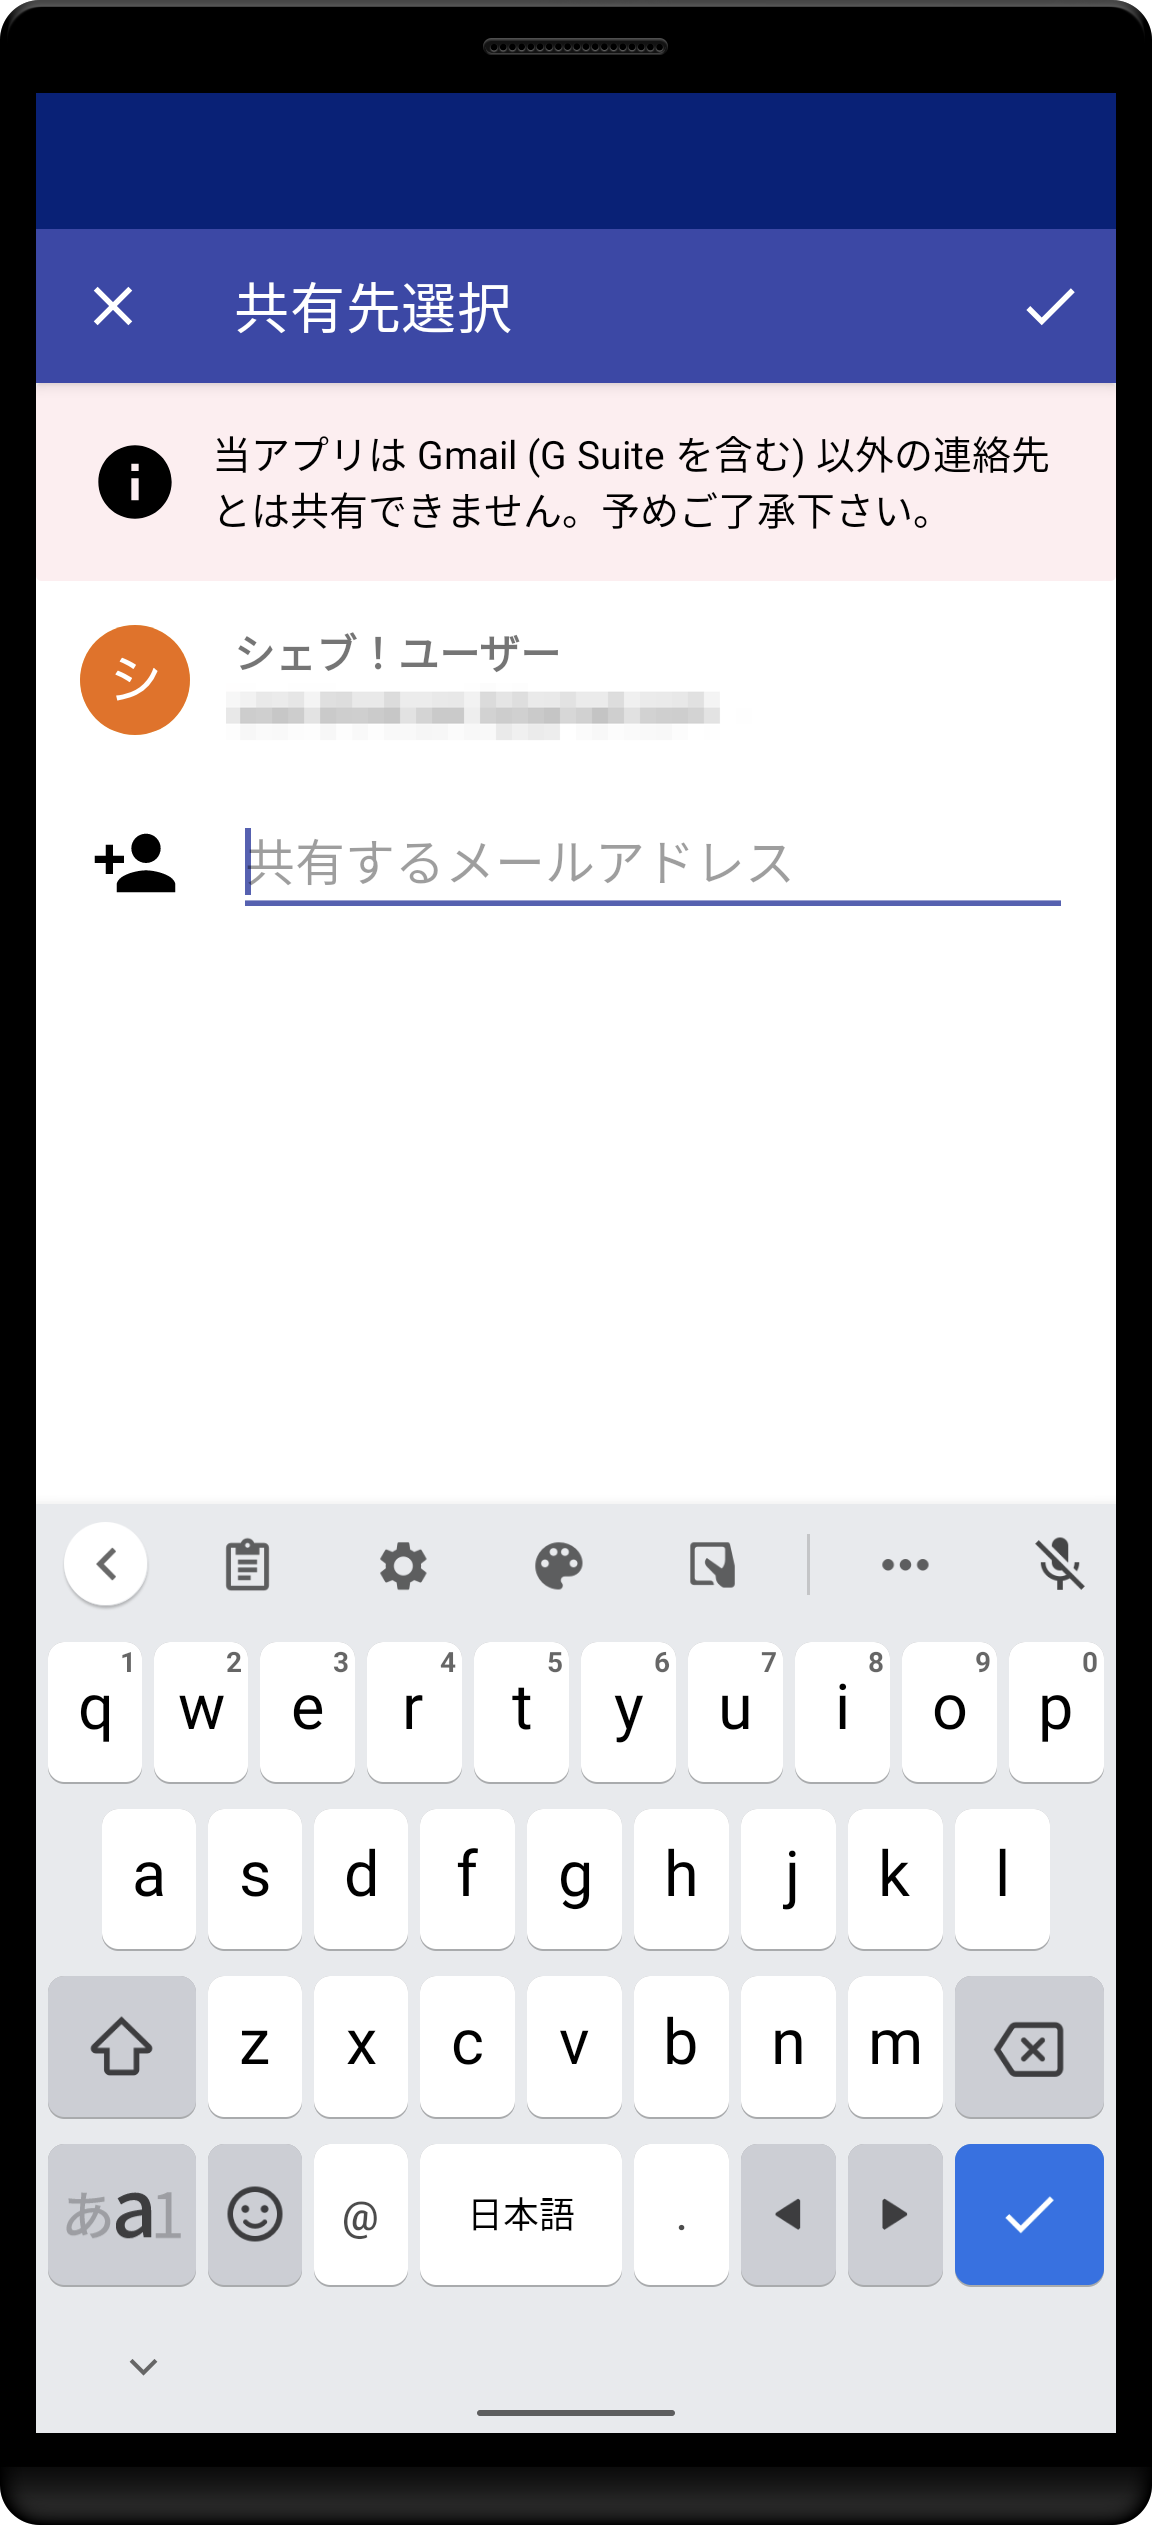 共有先選択
当アプリは Gmail (G Suite を含む) 以外の連絡先
とは共有できません。予めご了承下さい。
シ
シェブ！ユーザー
共有するメールアドレス
1 2 3 4 5 6 7 8 9 0
q w e r t y u i o p
a s d f g h j k l
z x c v b n m
あa1 @ 日本語 .